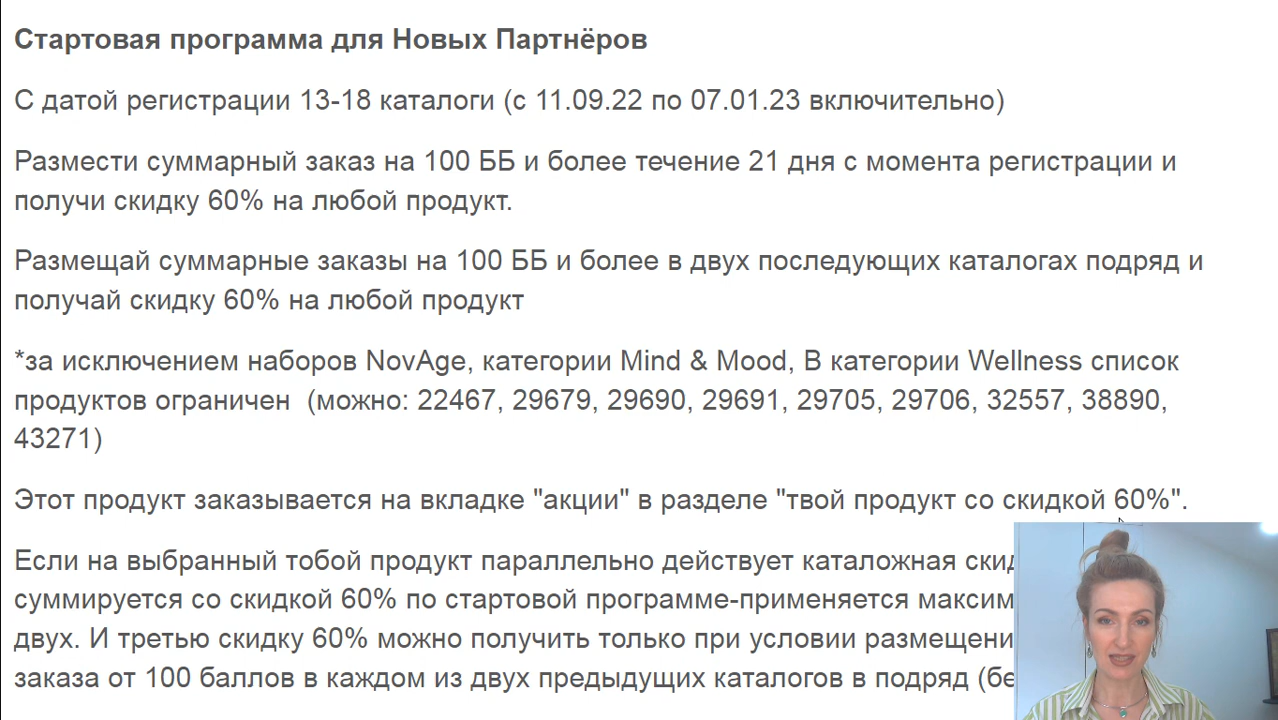 Стартовая программа для Новых Партнёров
С датой регистрации 13-18 каталоги (с 11.09.22 по 07.01.23 включительно)
Размести суммарный заказ на 100 ББ и более течение 21 дня с момента регистрации и
получи скидку 60% на любой продукт.
Размещай суммарные заказы на 100 ББ и более в двух последующих каталогах подряд и
получай скидку 60% на любой продукт
*за исключением наборов NovAge, категории Mind & Mood, В категории Wellness список
продуктов ограничен (можно: 22467, 29679, 29690, 29691, 29705, 29706, 32557, 38890,
43271)
Этот продукт заказывается на вкладке "акции" в разделе "твой продукт со скидкой 60%".
Если на выбранный тобой продукт параллельно действует каталожная
суммируется со скидкой 60% по стартовой программе-применяется
двух. И третью скидку 60% можно получить только при условии
заказа от 100 баллов в каждом из двух предыдущих каталогов в подряд